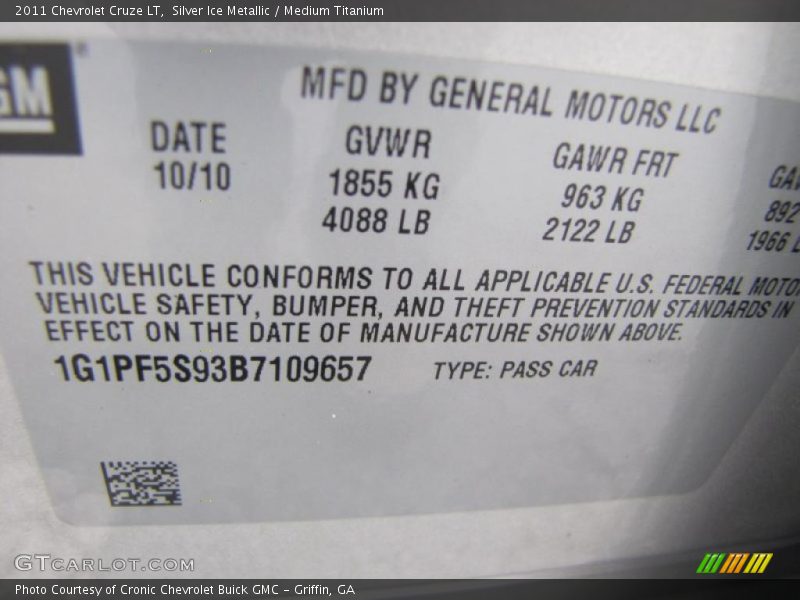 2011 Chevrolet Cruze LT, Silver Ice Metallic / Medium Titanium
GM
MFD BY GENERAL MOTORS LLC
DATE GVWR GAWR FRT
10/10 1855 KG 963 KG 892
4088 LB 2122 LB 1966
THIS VEHICLE CONFORMS TO ALL APPLICABLE U.S. FEDERAL MOTO
VEHICLE SAFETY, BUMPER, AND THEFT PREVENTION STANDARDS IN
EFFECT ON THE DATE OF MANUFACTURE SHOWN ABOVE.
1G1PF5S93B7109657 TYPE: PASS CAR
GTCARLOT.COM
Photo Courtesy of Cronic Chevrolet Buick GMC – Griffin, GA